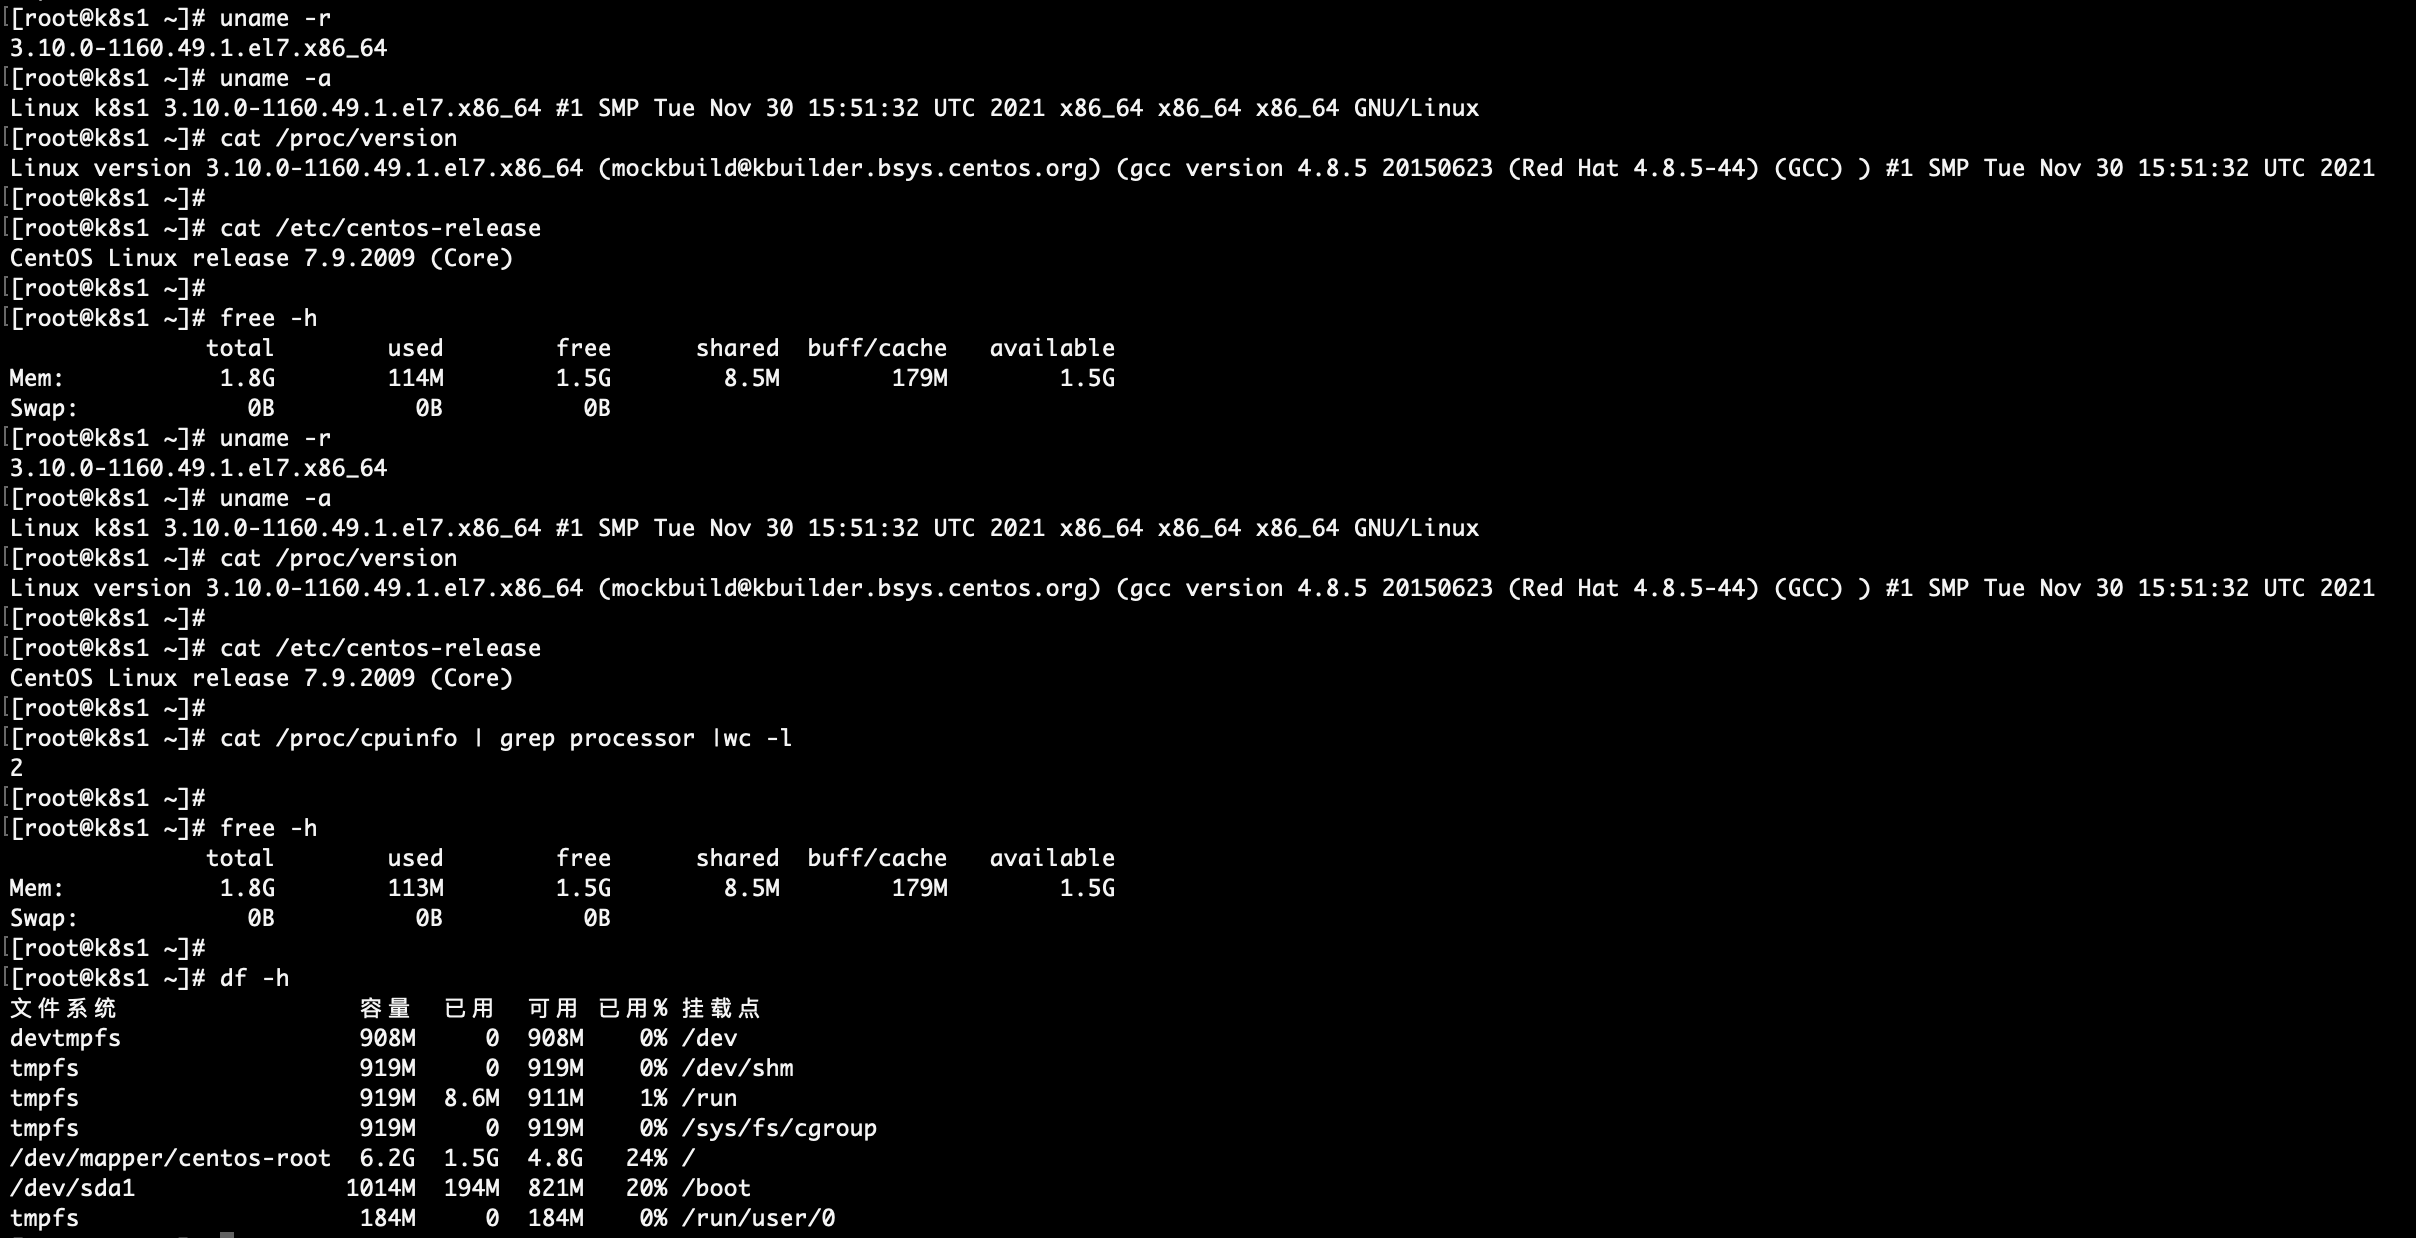 [root@k8s1 ~]# uname -r
3.10.0-1160.49.1.el7.x86_64
[root@k8s1 ~]# uname -a
Linux k8s1 3.10.0-1160.49.1.el7.x86_64 #1 SMP Tue Nov 30 15:51:32 UTC 2021 x86_64 x86_64 x86_64 GNU/Linux
[root@k8s1 ~]# cat /proc/version
Linux version 3.10.0-1160.49.1.el7.x86_64 (mockbuild@kbuilder.bsys.centos.org) (gcc version 4.8.5 20150623 (Red Hat 4.8.5-44) (GCC) ) #1 SMP Tue Nov 30 15:51:32 UTC 2021
[root@k8s1 ~]#
[root@k8s1 ~]# cat /etc/centos-release
CentOS Linux release 7.9.2009 (Core)
[root@k8s1 ~]#
[root@k8s1 ~]# free -h
              total        used        free      shared  buff/cache   available
Mem:           1.8G        114M        1.5G        8.5M        179M        1.5G
Swap:            0B          0B          0B
[root@k8s1 ~]# uname -r
3.10.0-1160.49.1.el7.x86_64
[root@k8s1 ~]# uname -a
Linux k8s1 3.10.0-1160.49.1.el7.x86_64 #1 SMP Tue Nov 30 15:51:32 UTC 2021 x86_64 x86_64 x86_64 GNU/Linux
[root@k8s1 ~]# cat /proc/version
Linux version 3.10.0-1160.49.1.el7.x86_64 (mockbuild@kbuilder.bsys.centos.org) (gcc version 4.8.5 20150623 (Red Hat 4.8.5-44) (GCC) ) #1 SMP Tue Nov 30 15:51:32 UTC 2021
[root@k8s1 ~]#
[root@k8s1 ~]# cat /etc/centos-release
CentOS Linux release 7.9.2009 (Core)
[root@k8s1 ~]#
[root@k8s1 ~]# cat /proc/cpuinfo | grep processor |wc -l
2
[root@k8s1 ~]#
[root@k8s1 ~]# free -h
              total        used        free      shared  buff/cache   available
Mem:           1.8G        113M        1.5G        8.5M        179M        1.5G
Swap:            0B          0B          0B
[root@k8s1 ~]#
[root@k8s1 ~]# df -h
文件系统                 容量  已用  可用 已用% 挂载点
devtmpfs                 908M     0  908M    0% /dev
tmpfs                    919M     0  919M    0% /dev/shm
tmpfs                    919M  8.6M  911M    1% /run
tmpfs                    919M     0  919M    0% /sys/fs/cgroup
/dev/mapper/centos-root  6.2G  1.5G  4.8G   24% /
/dev/sda1               1014M  194M  821M   20% /boot
tmpfs                    184M     0  184M    0% /run/user/0